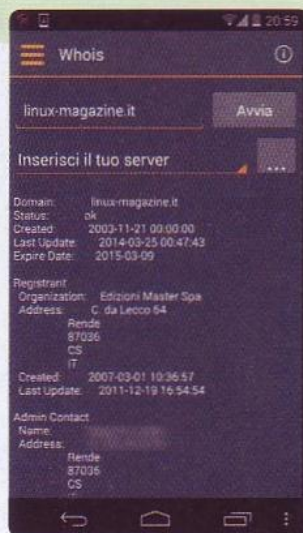 20:59
Whois
linux-magazine.it
Avvia
Inserisci il tuo server
...
Domain: linux-magazine.it
Status: ok
Created: 2003-11-21 00:00:00
Last Update: 2014-03-25 00:47:43
Expire Date: 2015-03-09
Registrant
Organization: Edizioni Master Spa
Address: C. da Lecco 64
Rende
87036
CS
IT
Created: 2007-03-01 10:36:57
Last Update: 2011-12-19 16:54:54
Admin Contact
Name:
Address:
Rende
87036
CS